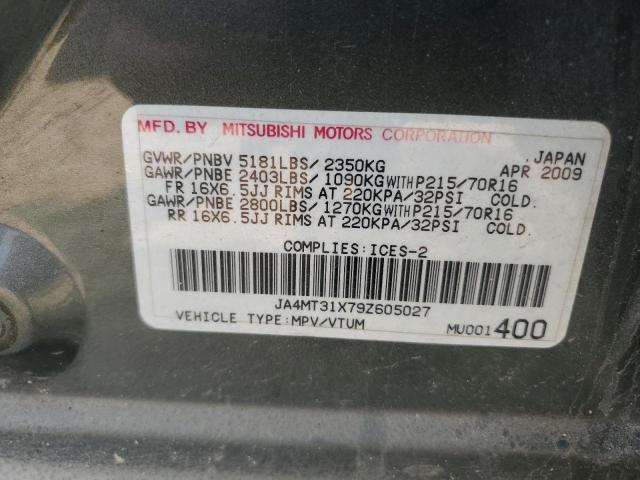 MFD. BY MITSUBISHI MOTORS CORPORATION
GVWR/PNBV 5181LBS/2350KG JAPAN
GAWR/PNBE 2403LBS/1090KG WITH P215/70R16 APR 2009
FR 16X6.5JJ RIMS AT 220KPA/32PSI COLD.
GAWR/PNBE 2800LBS/1270KG WITH P215/70R16
RR 16X6.5JJ RIMS AT 220KPA/32PSI COLD.
COMPLIES:ICES-2
JA4MT31X79Z605027
VEHICLE TYPE:MPV/VTUM MU001400